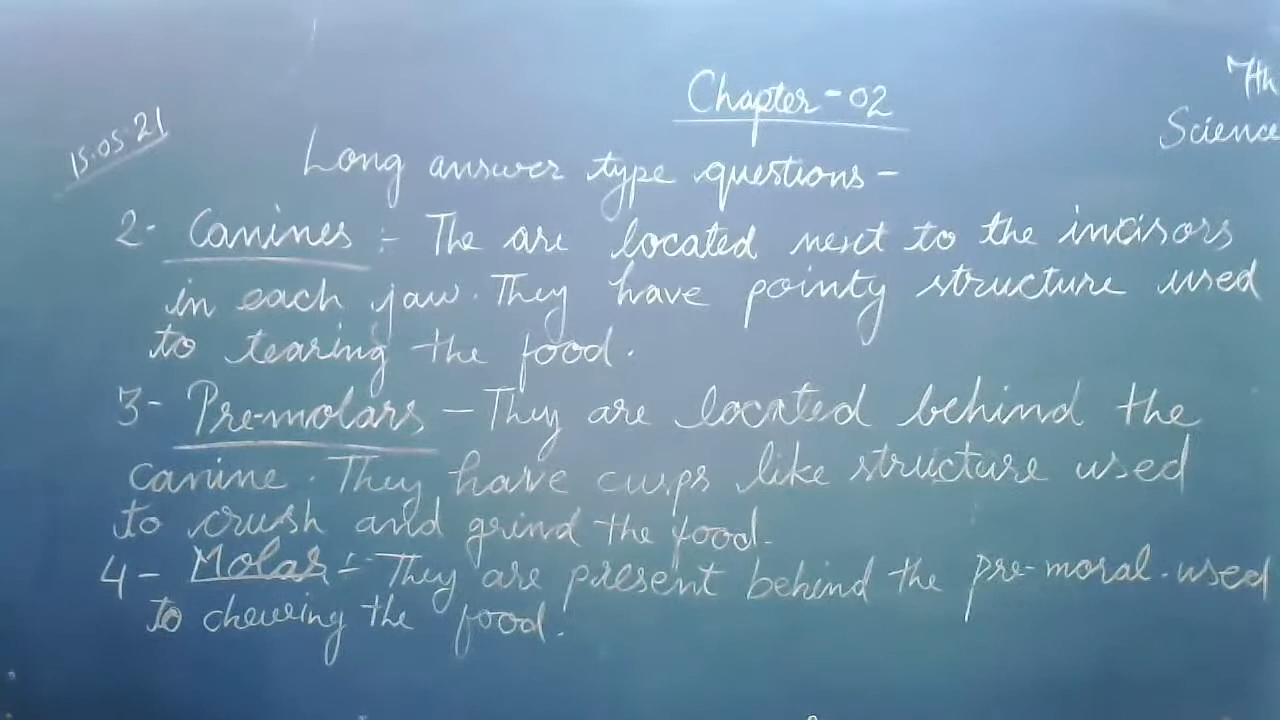 7th
Chapter - 02
Science
15.05.21
Long answer type questions -
2- Canines :- The are located next to the incisors
in each jaw. They have pointy structure used
to tearing the food.
3- Pre-molars - They are located behind the
canine. They have cusps like structure used
to crush and grind the food.
4- Molar :- They are present behind the pre-moral. used
to chewing the food.